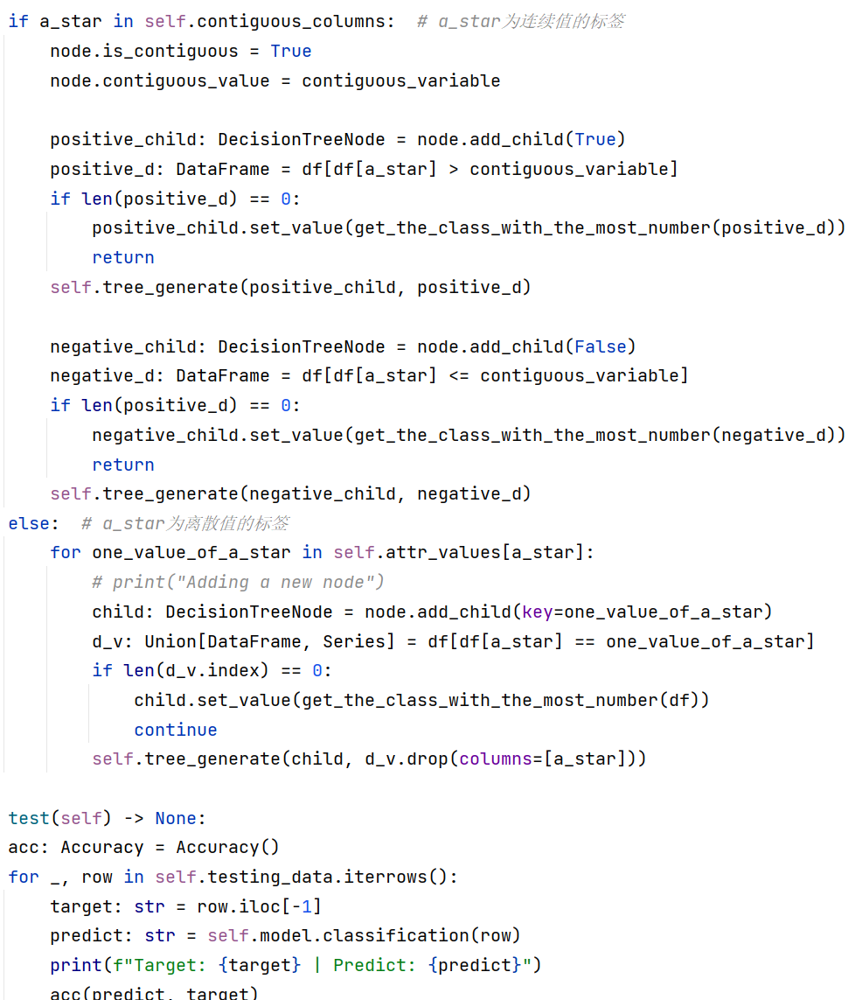 if a_star in self.contiguous_columns:  # a_star为连续值的标签
    node.is_contiguous = True
    node.contiguous_value = contiguous_variable

    positive_child: DecisionTreeNode = node.add_child(True)
    positive_d: DataFrame = df[df[a_star] > contiguous_variable]
    if len(positive_d) == 0:
        positive_child.set_value(get_the_class_with_the_most_number(positive_d))
        return
    self.tree_generate(positive_child, positive_d)

    negative_child: DecisionTreeNode = node.add_child(False)
    negative_d: DataFrame = df[df[a_star] <= contiguous_variable]
    if len(positive_d) == 0:
        negative_child.set_value(get_the_class_with_the_most_number(negative_d))
        return
    self.tree_generate(negative_child, negative_d)
else:  # a_star为离散值的标签
    for one_value_of_a_star in self.attr_values[a_star]:
        # print("Adding a new node")
        child: DecisionTreeNode = node.add_child(key=one_value_of_a_star)
        d_v: Union[DataFrame, Series] = df[df[a_star] == one_value_of_a_star]
        if len(d_v.index) == 0:
            child.set_value(get_the_class_with_the_most_number(df))
            continue
        self.tree_generate(child, d_v.drop(columns=[a_star]))

test(self) -> None:
acc: Accuracy = Accuracy()
for _, row in self.testing_data.iterrows():
    target: str = row.iloc[-1]
    predict: str = self.model.classification(row)
    print(f"Target: {target} | Predict: {predict}")
    acc(predict, target)